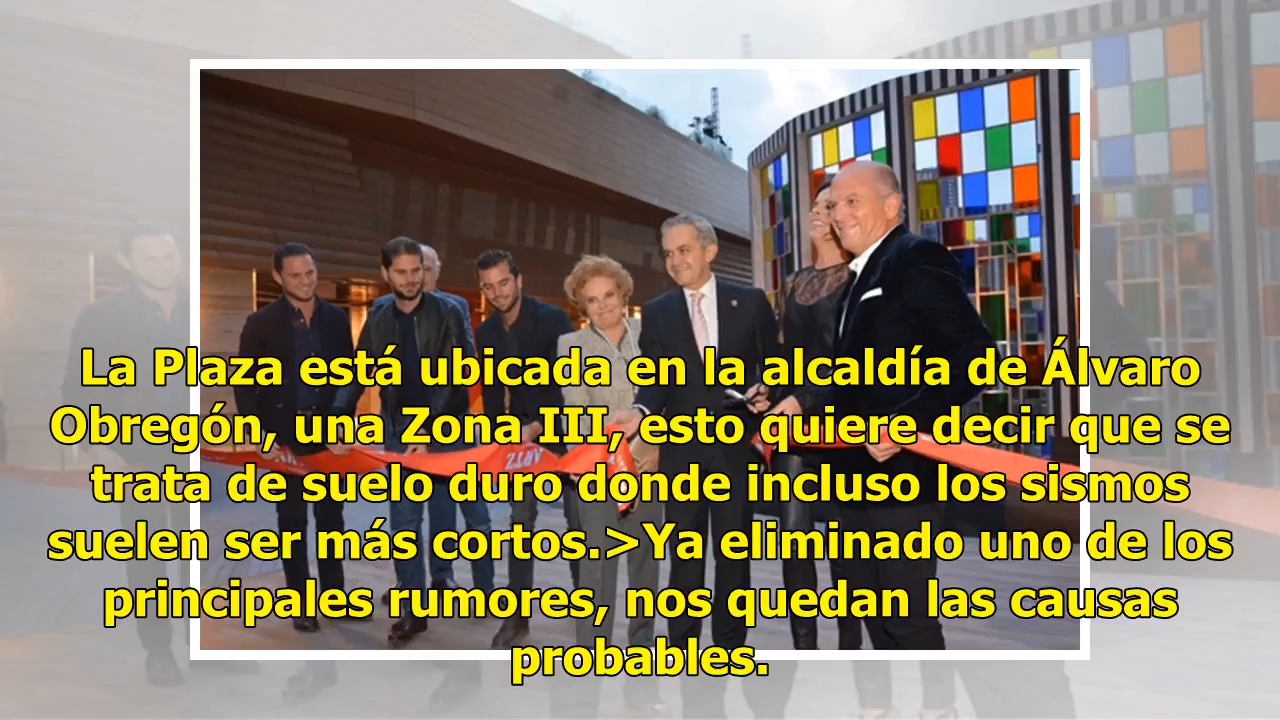 La Plaza está ubicada en la alcaldía de Álvaro
Obregón, una Zona III, esto quiere decir que se
trata de suelo duro donde incluso los sismos
suelen ser más cortos.>Ya eliminado uno de los
principales rumores, nos quedan las causas
probables.
ARTZ